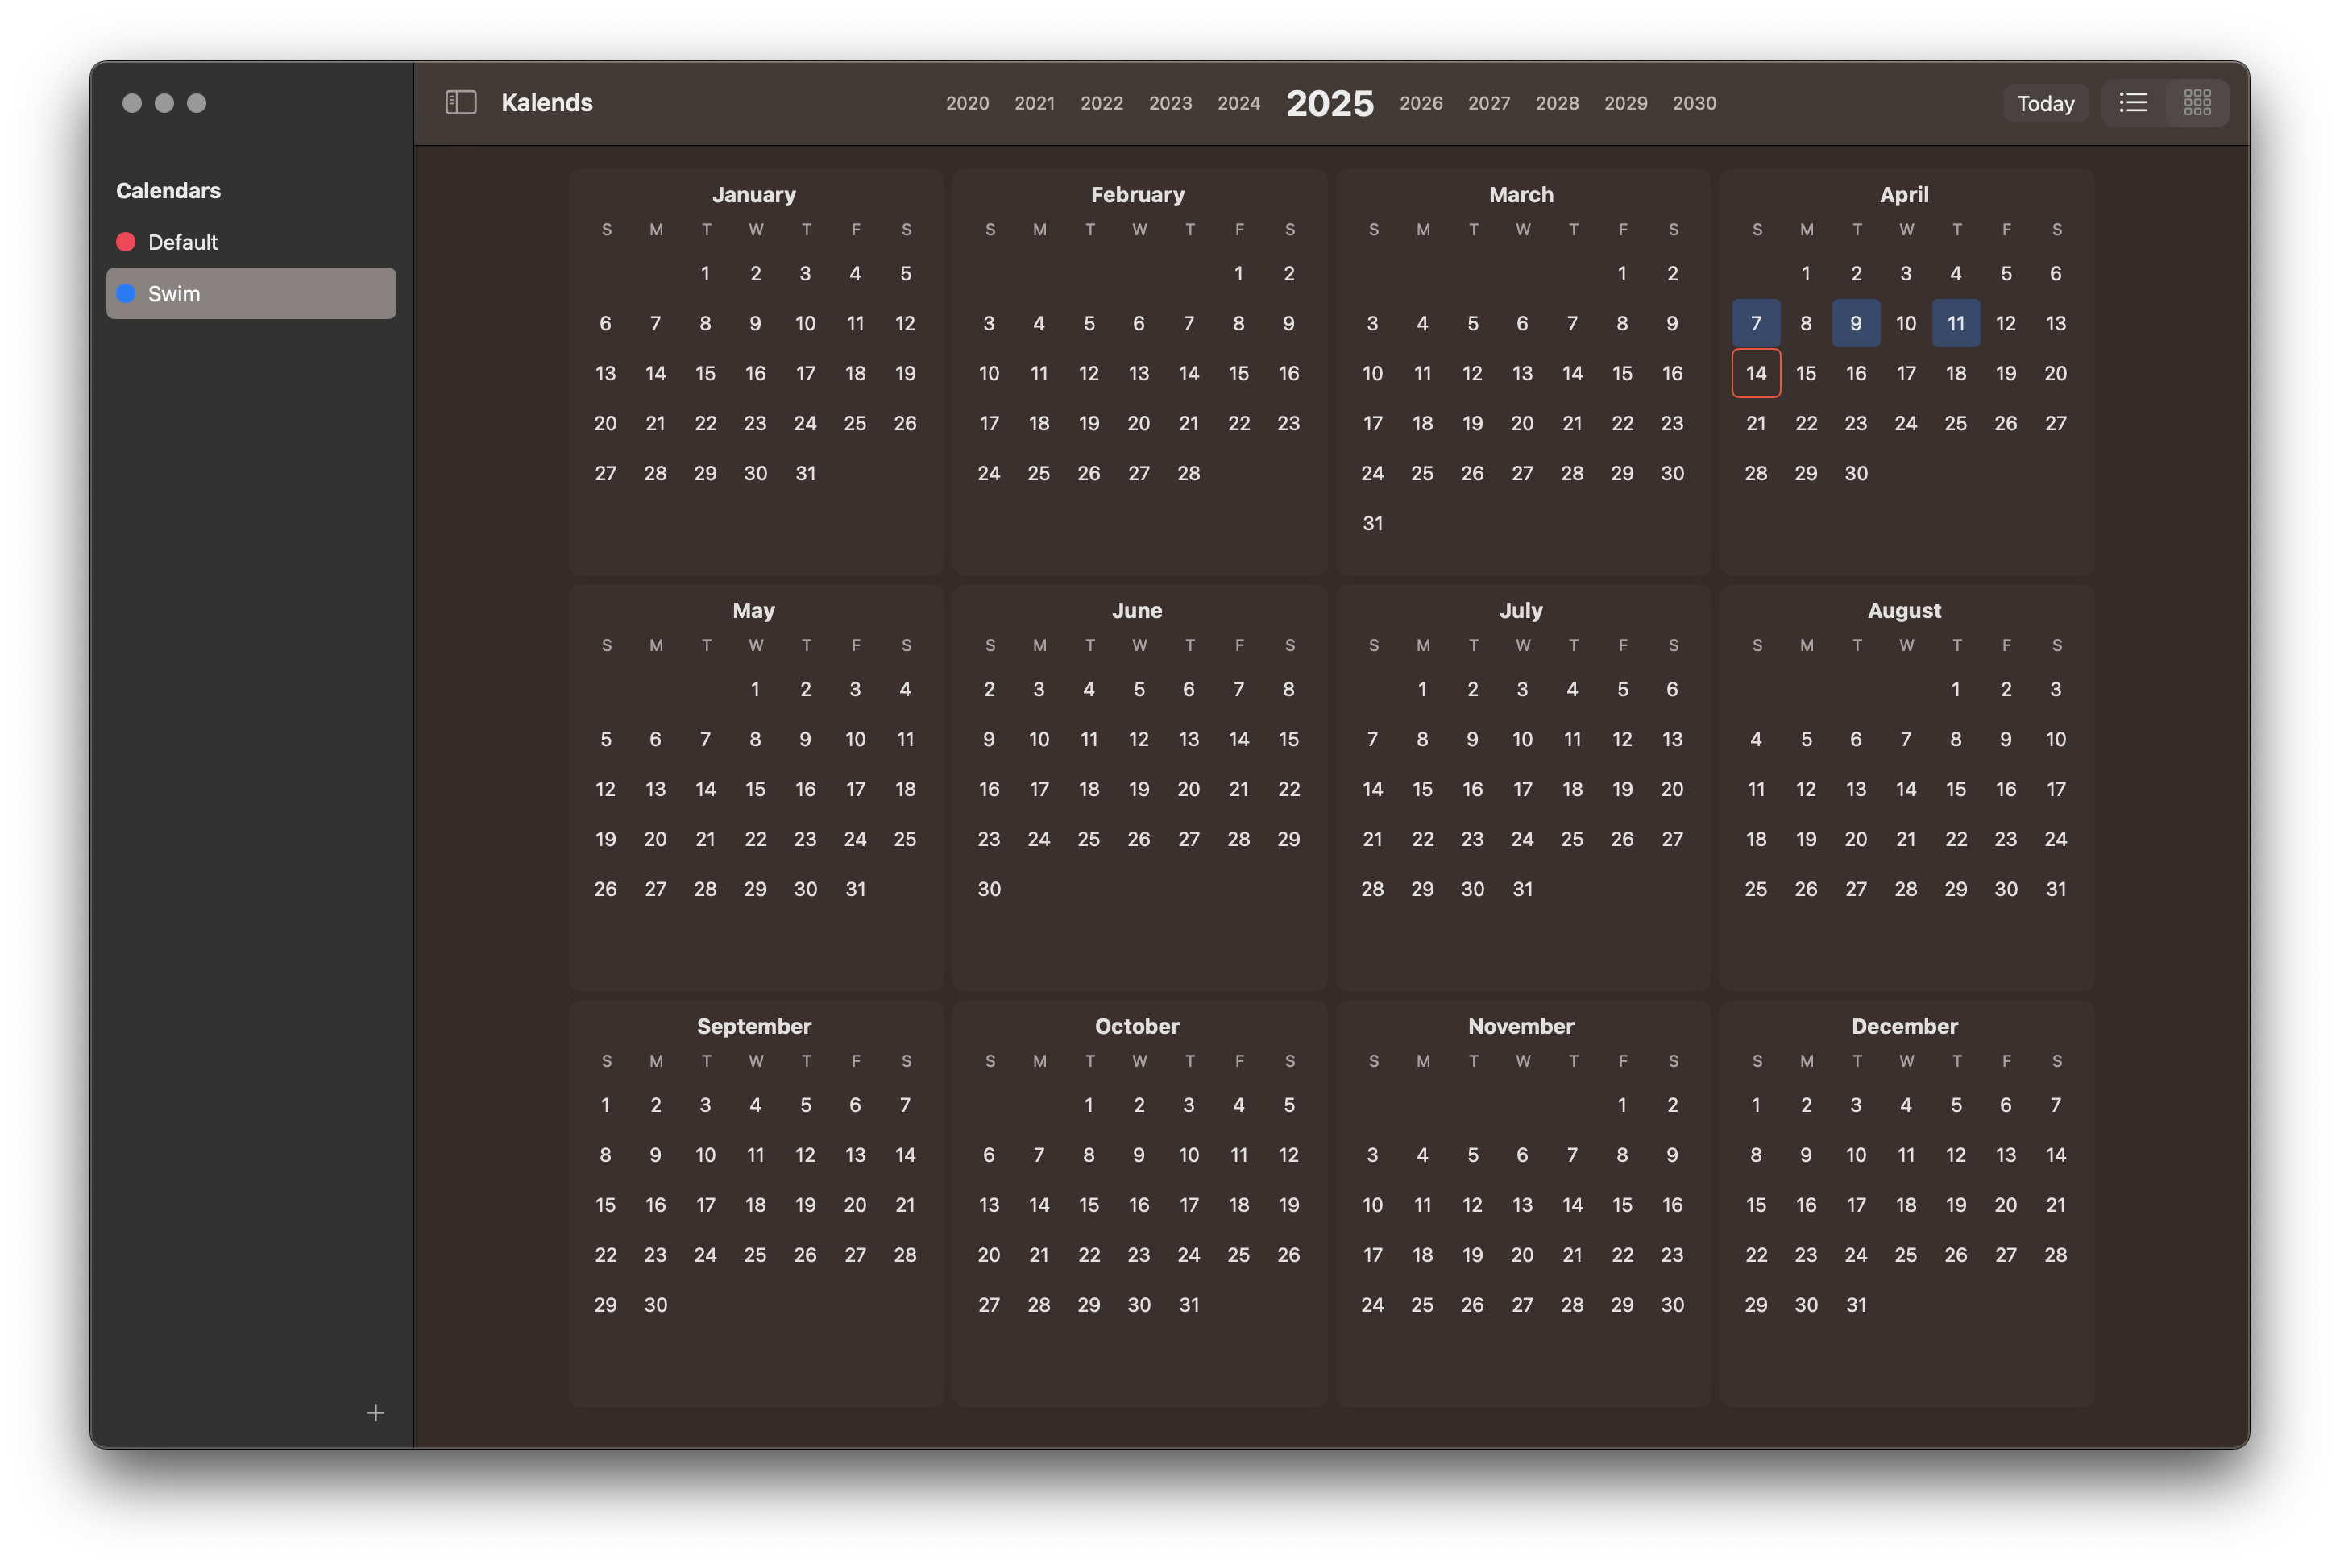 Kalends
2020 2021 2022 2023 2024 2025 2026 2027 2028 2029 2030
Today
Calendars
Default
Swim
January
S M T W T F S
1 2 3 4 5
6 7 8 9 10 11 12
13 14 15 16 17 18 19
20 21 22 23 24 25 26
27 28 29 30 31
February
S M T W T F S
1 2
3 4 5 6 7 8 9
10 11 12 13 14 15 16
17 18 19 20 21 22 23
24 25 26 27 28
March
S M T W T F S
1 2
3 4 5 6 7 8 9
10 11 12 13 14 15 16
17 18 19 20 21 22 23
24 25 26 27 28 29 30
31
April
S M T W T F S
1 2 3 4 5 6
7 8 9 10 11 12 13
14 15 16 17 18 19 20
21 22 23 24 25 26 27
28 29 30
May
S M T W T F S
1 2 3 4
5 6 7 8 9 10 11
12 13 14 15 16 17 18
19 20 21 22 23 24 25
26 27 28 29 30 31
June
S M T W T F S
2 3 4 5 6 7 8
9 10 11 12 13 14 15
16 17 18 19 20 21 22
23 24 25 26 27 28 29
30
July
S M T W T F S
1 2 3 4 5 6
7 8 9 10 11 12 13
14 15 16 17 18 19 20
21 22 23 24 25 26 27
28 29 30 31
August
S M T W T F S
1 2 3
4 5 6 7 8 9 10
11 12 13 14 15 16 17
18 19 20 21 22 23 24
25 26 27 28 29 30 31
September
S M T W T F S
1 2 3 4 5 6 7
8 9 10 11 12 13 14
15 16 17 18 19 20 21
22 23 24 25 26 27 28
29 30
October
S M T W T F S
1 2 3 4 5
6 7 8 9 10 11 12
13 14 15 16 17 18 19
20 21 22 23 24 25 26
27 28 29 30 31
November
S M T W T F S
1 2
3 4 5 6 7 8 9
10 11 12 13 14 15 16
17 18 19 20 21 22 23
24 25 26 27 28 29 30
December
S M T W T F S
1 2 3 4 5 6 7
8 9 10 11 12 13 14
15 16 17 18 19 20 21
22 23 24 25 26 27 28
29 30 31